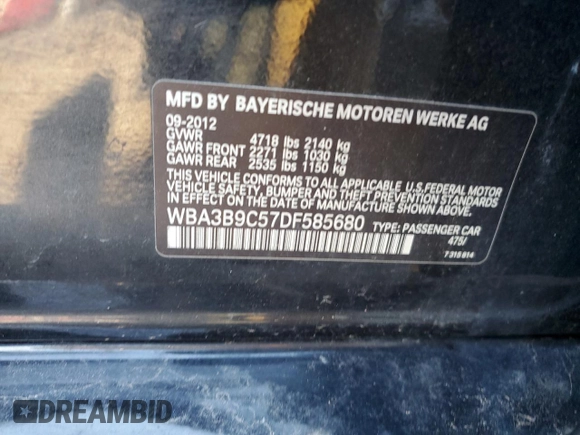 MFD BY BAYERISCHE MOTOREN WERKE AG
09-2012
GVWR 4718 lbs 2140 kg
GAWR FRONT 2271 lbs 1030 kg
GAWR REAR 2535 lbs 1150 kg
THIS VEHICLE CONFORMS TO ALL APPLICABLE U.S. FEDERAL MOTOR
VEHICLE SAFETY, BUMPER AND THEFT PREVENTION STANDARDS
IN EFFECT ON THE DATE OF MANUFACTURE SHOWN ABOVE.
WBA3B9C57DF585680 TYPE: PASSENGER CAR
475/
7318814
DREAMBID